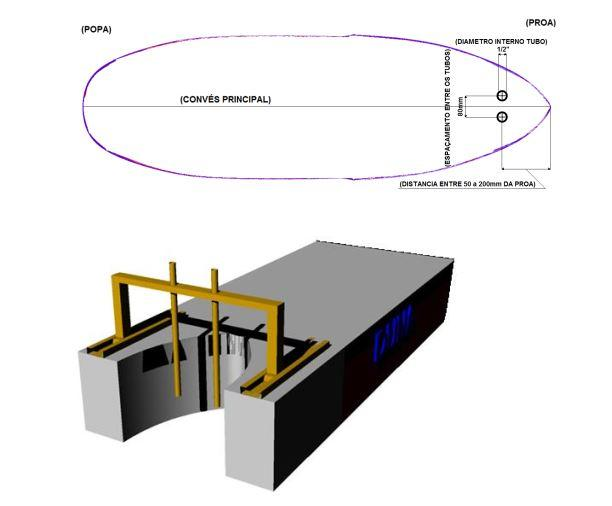 (POPA)
(PROA)
(DIAMETRO INTERNO TUBO)
1/2"
(CONVÉS PRINCIPAL)
(ESPAÇAMENTO ENTRE OS TUBOS)
80mm
(DISTANCIA ENTRE 50 a 200mm DA PROA)